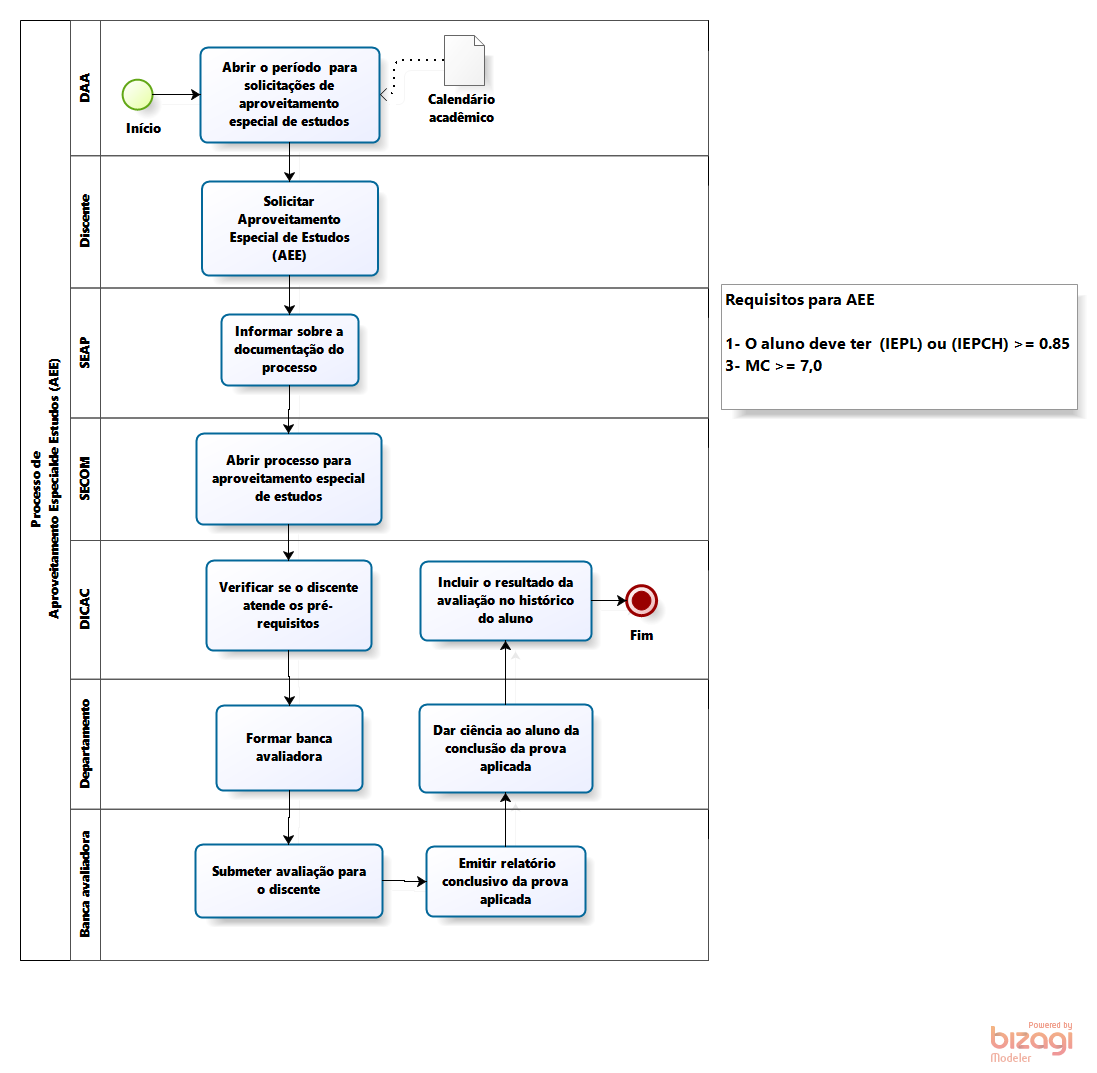 Processo de
Aproveitamento Especialde Estudos (AEE)
DAA
Início
Abrir o período  para
solicitações de
aproveitamento
especial de estudos
Calendário
acadêmico
Discente
Solicitar
Aproveitamento
Especial de Estudos
(AEE)
SEAP
Informar sobre a
documentação do
processo
Requisitos para AEE
1- O aluno deve ter  (IEPL) ou (IEPCH) >= 0.85
3- MC >= 7,0
SECOM
Abrir processo para
aproveitamento especial
de estudos
DICAC
Verificar se o discente
atende os pré-
requisitos
Incluir o resultado da
avaliação no histórico
do aluno
Fim
Departamento
Formar banca
avaliadora
Dar ciência ao aluno da
conclusão da prova
aplicada
Banca avaliadora
Submeter avaliação para
o discente
Emitir relatório
conclusivo da prova
aplicada
Powered by
bizagi
Modeler